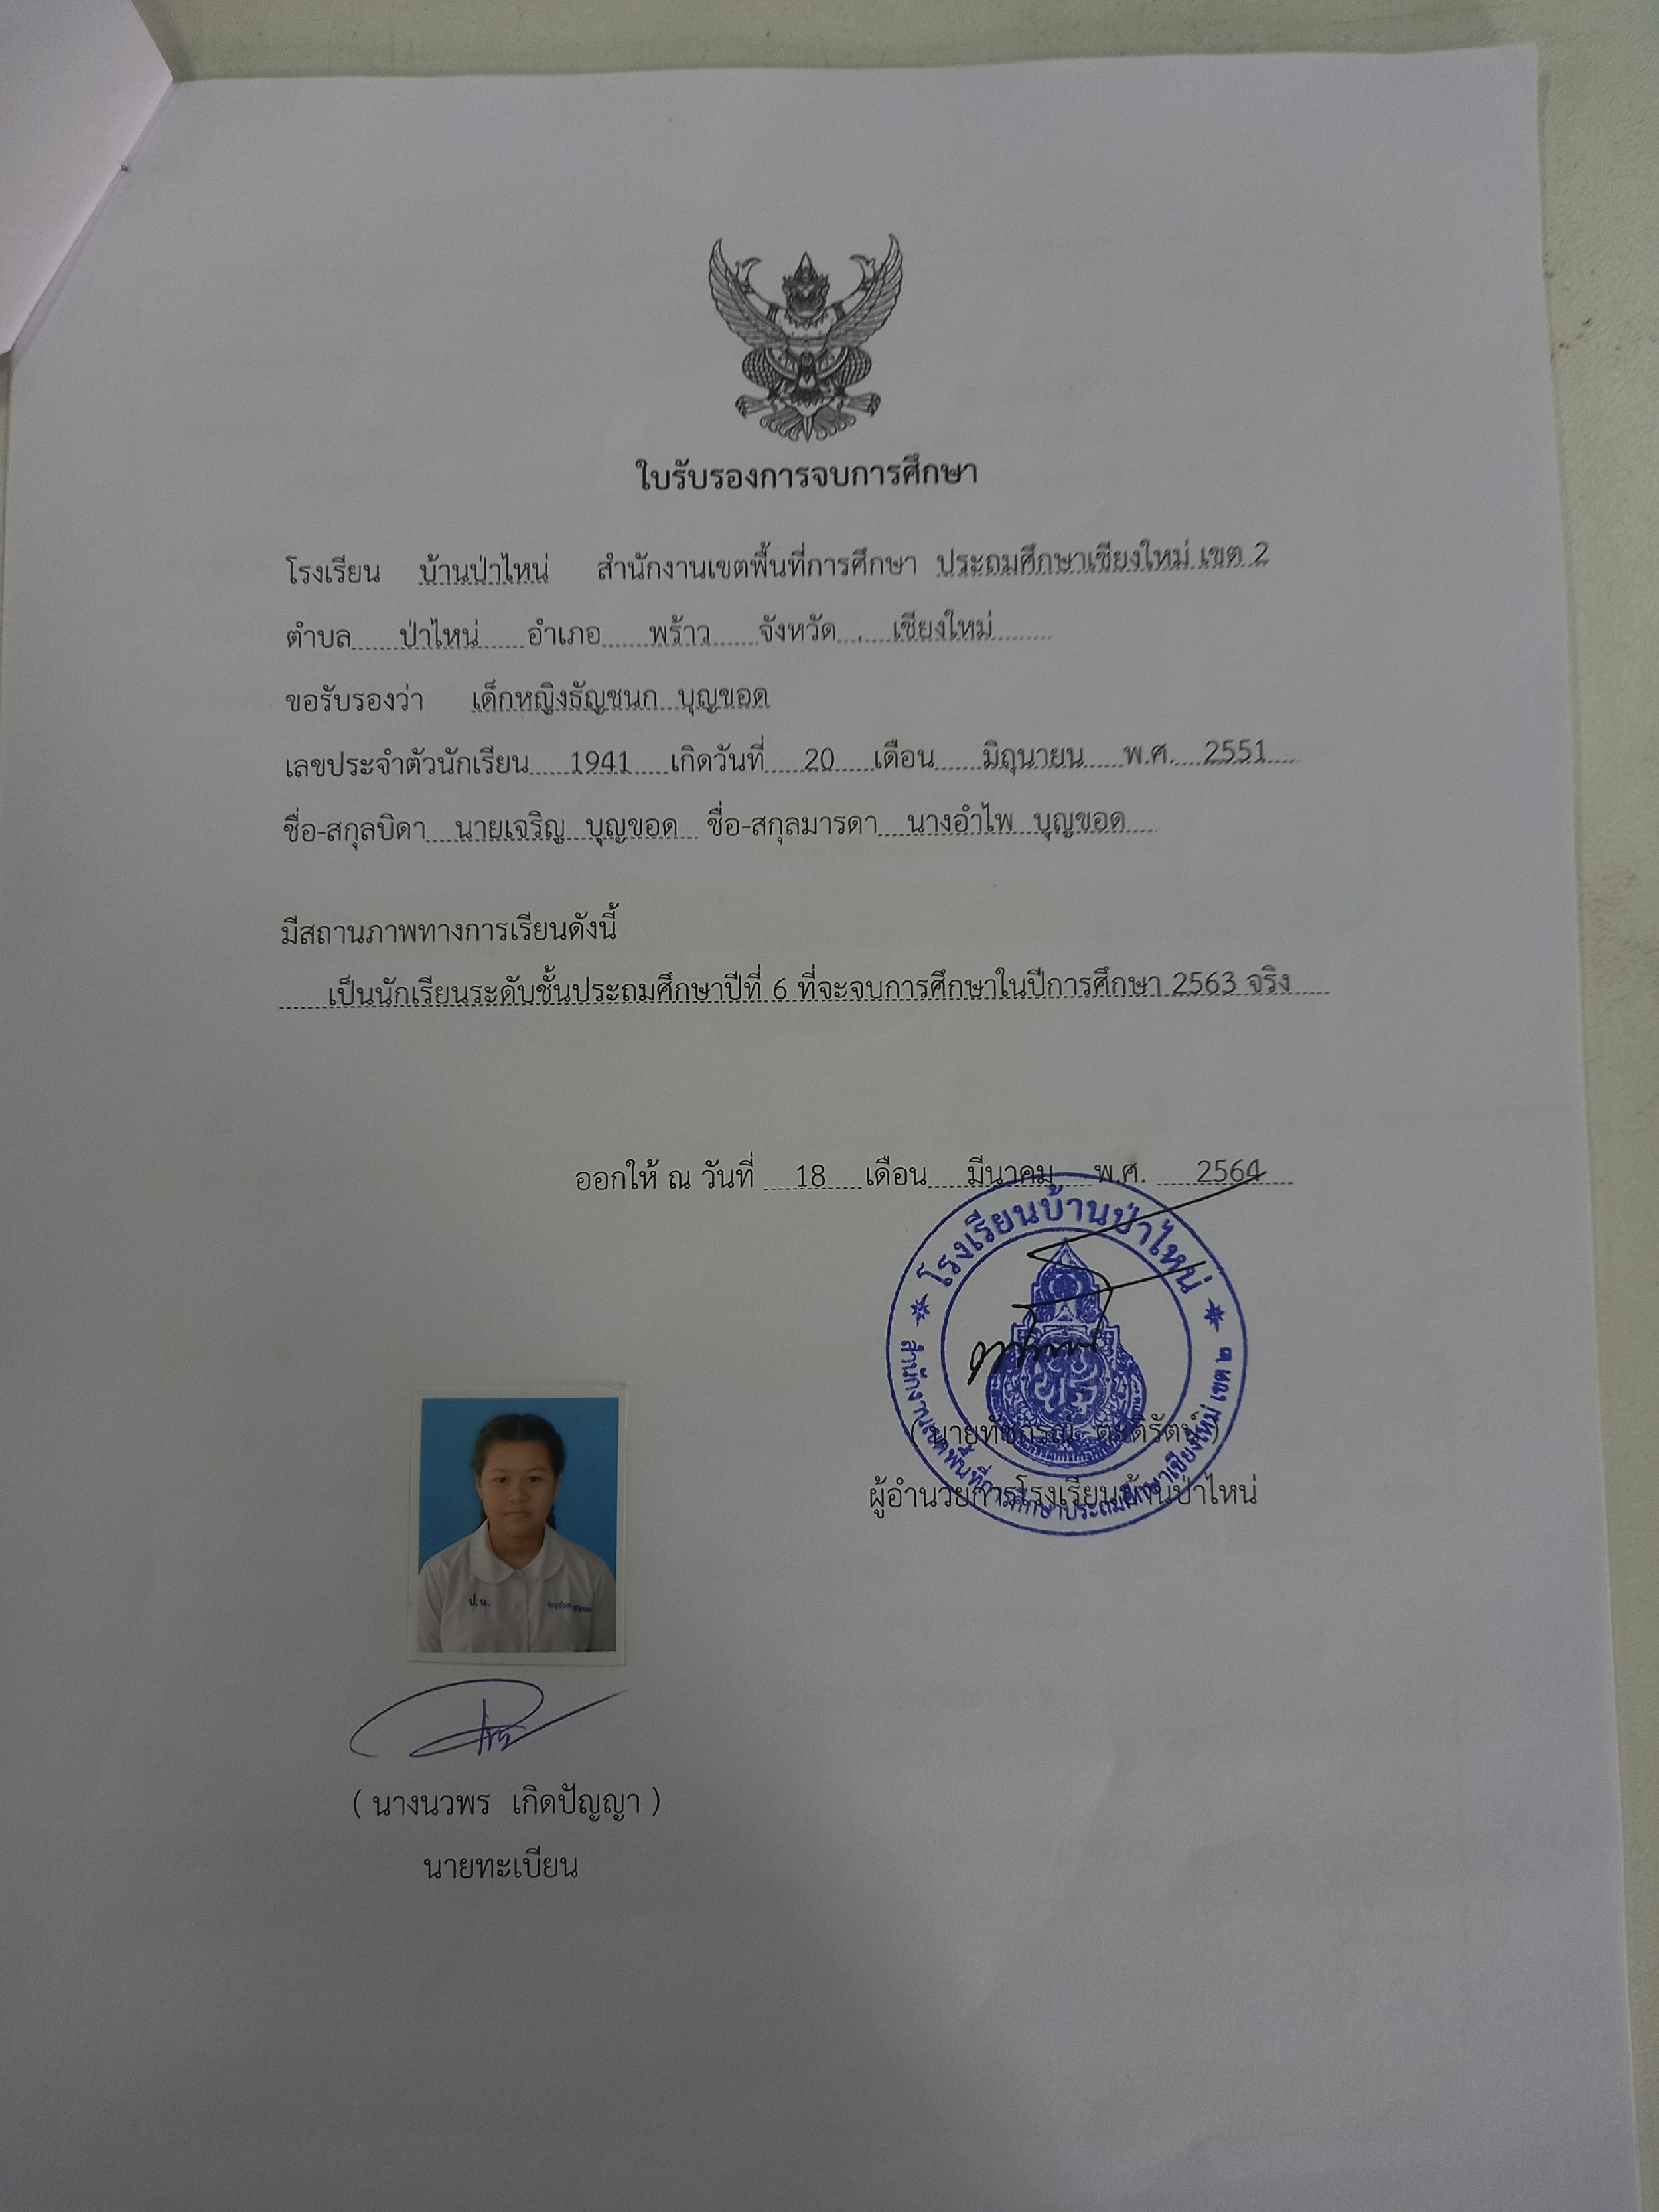 ใบรับรองการจบการศึกษา
โรงเรียน บ้านป่าไหน่ สำนักงานเขตพื้นที่การศึกษา ประถมศึกษาเชียงใหม่ เขต 2
ตำบล ป่าไหน่ อำเภอ พร้าว จังหวัด เชียงใหม่
ขอรับรองว่า เด็กหญิงธัญชนก บุญขอด
เลขประจำตัวนักเรียน 1941 เกิดวันที่ 20 เดือน มิถุนายน พ.ศ. 2551
ชื่อ-สกุลบิดา นายเจริญ บุญขอด ชื่อ-สกุลมารดา นางอำไพ บุญขอด
มีสถานภาพทางการเรียนดังนี้
เป็นนักเรียนระดับชั้นประถมศึกษาปีที่ 6 ที่จะจบการศึกษาในปีการศึกษา 2563 จริง
ออกให้ ณ วันที่ 18 เดือน มีนาคม พ.ศ. 2564
โรงเรียนบ้านป่าไหน่
สำนักงานเขตพื้นที่การศึกษาประถมศึกษาเชียงใหม่ เขต ๒
ผู้อำนวยการโรงเรียนบ้านป่าไหน่
ป.น.
( นางนวพร เกิดปัญญา )
นายทะเบียน